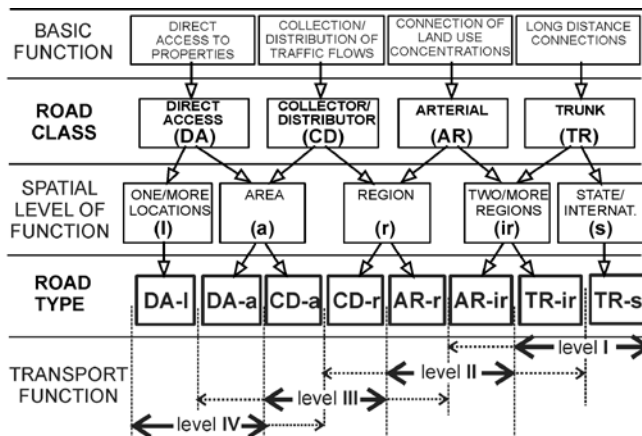 BASIC
FUNCTION
DIRECT
ACCESS TO
PROPERTIES
COLLECTION/
DISTRIBUTION OF
TRAFFIC FLOWS
CONNECTION OF
LAND USE
CONCENTRATIONS
LONG DISTANCE
CONNECTIONS
ROAD
CLASS
DIRECT
ACCESS
(DA)
COLLECTOR/
DISTRIBUTOR
(CD)
ARTERIAL
(AR)
TRUNK
(TR)
SPATIAL
LEVEL OF
FUNCTION
ONE/MORE
LOCATIONS
(l)
AREA
(a)
REGION
(r)
TWO/MORE
REGIONS
(ir)
STATE/
INTERNAT.
(s)
ROAD
TYPE
DA-l
DA-a
CD-a
CD-r
AR-r
AR-ir
TR-ir
TR-s
TRANSPORT
FUNCTION
level I
level II
level III
level IV